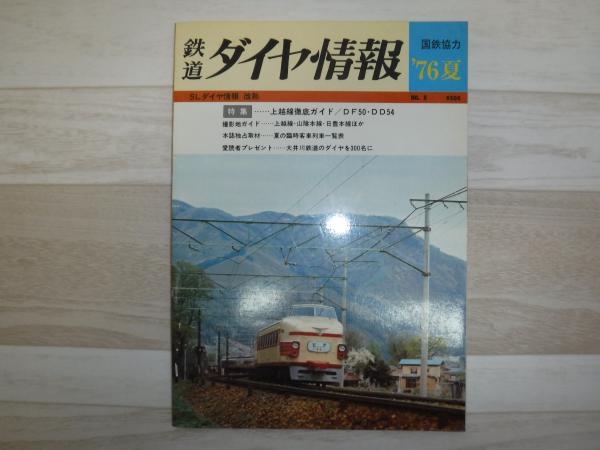 鉄道 ダイヤ・情報
国鉄協力
'76夏
SLダイヤ情報 改題
特集……上越線徹底ガイド/DF50・DD54
撮影地ガイド……上越線・山陰本線・日豊本線ほか
本誌独占取材……夏の臨時客車列車一覧表
愛読者プレゼント……大井川鉄道のダイヤを300名に